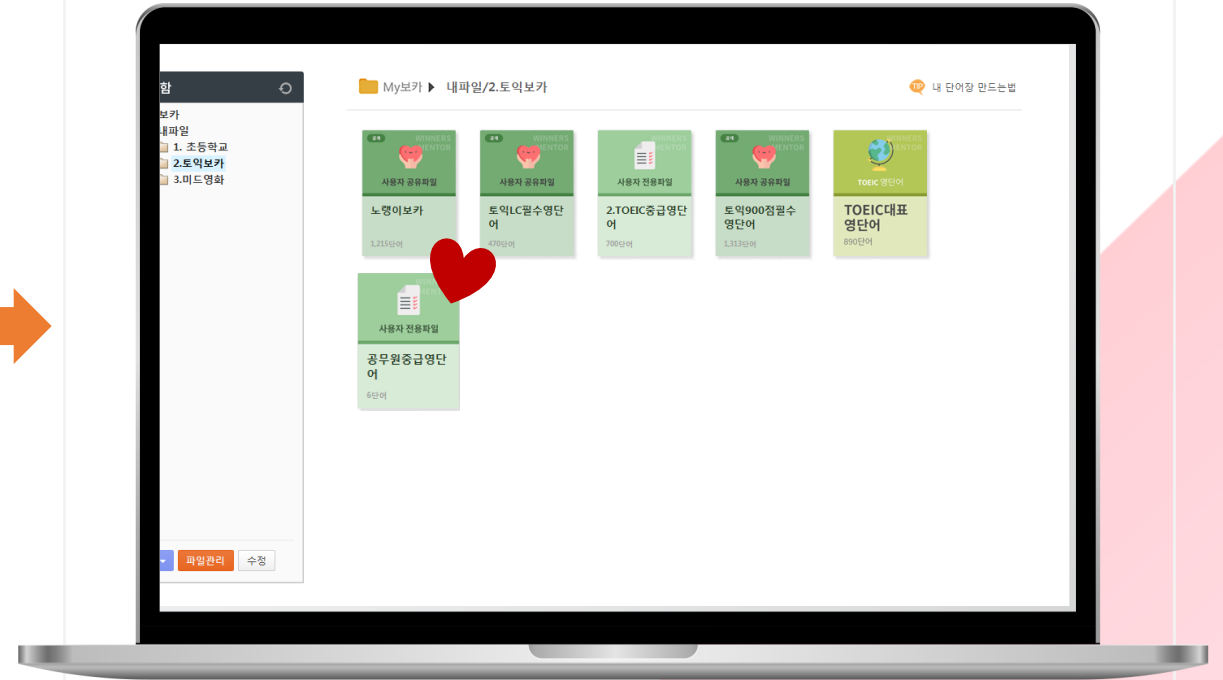 함
My보카 ▶ 내파일/2.토익보카
TIP 내 단어장 만드는법
보카
내파일
1. 초등학교
2.토익보카
3.미드영화
파일관리 수정
공개 WINNERS
MENTOR
사용자 공유파일
노랭이보카
1,215단어
공개 WINNERS
MENTOR
사용자 공유파일
토익LC필수영단
어
470단어
WINNERS
MENTOR
사용자 전용파일
2.TOEIC중급영단
어
700단어
공개 WINNERS
MENTOR
사용자 공유파일
토익900점필수
영단어
1,313단어
WINNERS
MENTOR
TOEIC 영단어
TOEIC대표
영단어
890단어
사용자 전용파일
공무원중급영단
어
6단어